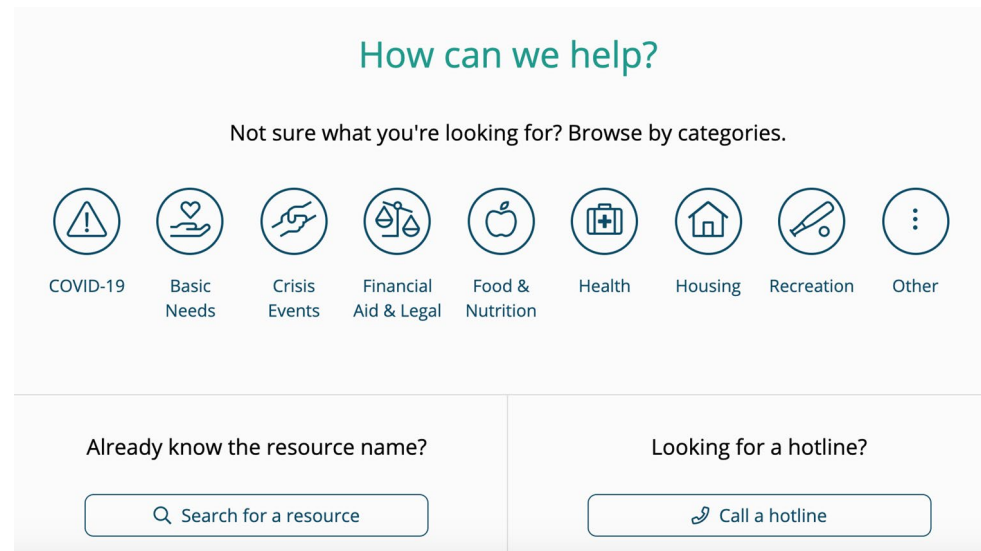 How can we help?
Not sure what you're looking for? Browse by categories.
COVID-19
Basic
Needs
Crisis
Events
Financial
Aid & Legal
Food &
Nutrition
Health
Housing
Recreation
Other
Already know the resource name?
Search for a resource
Looking for a hotline?
Call a hotline